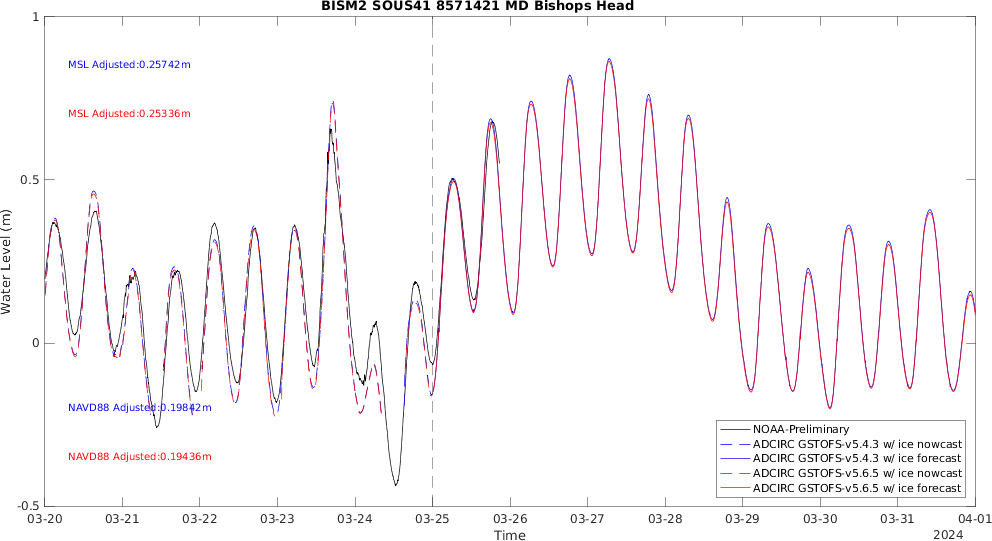 BISM2 SOUS41 8571421 MD Bishops Head
1
0.5
0
-0.5
Water Level (m)
MSL Adjusted:0.25742m
MSL Adjusted:0.25336m
NAVD88 Adjusted:0.19842m
NAVD88 Adjusted:0.19436m
NOAA-Preliminary
ADCIRC GSTOFS-v5.4.3 w/ ice nowcast
ADCIRC GSTOFS-v5.4.3 w/ ice forecast
ADCIRC GSTOFS-v5.6.5 w/ ice nowcast
ADCIRC GSTOFS-v5.6.5 w/ ice forecast
03-20 03-21 03-22 03-23 03-24 03-25 03-26 03-27 03-28 03-29 03-30 03-31 04-01
Time
2024